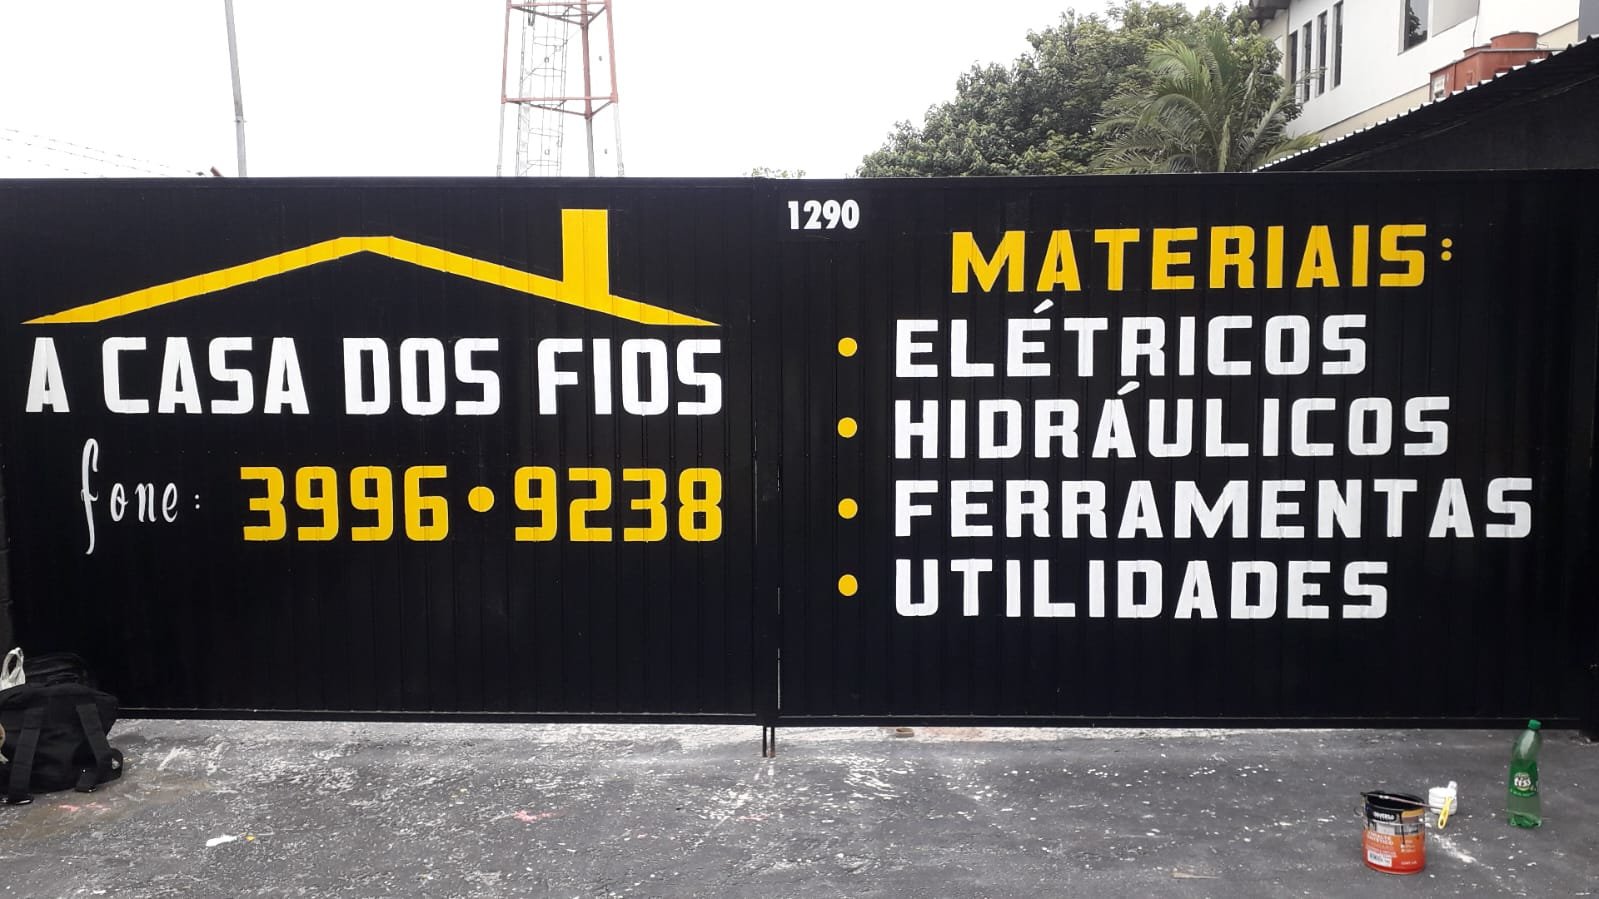 1290
A CASA DOS FIOS
fone: 3996•9238
MATERIAIS:
• ELÉTRICOS
• HIDRÁULICOS
• FERRAMENTAS
• UTILIDADES